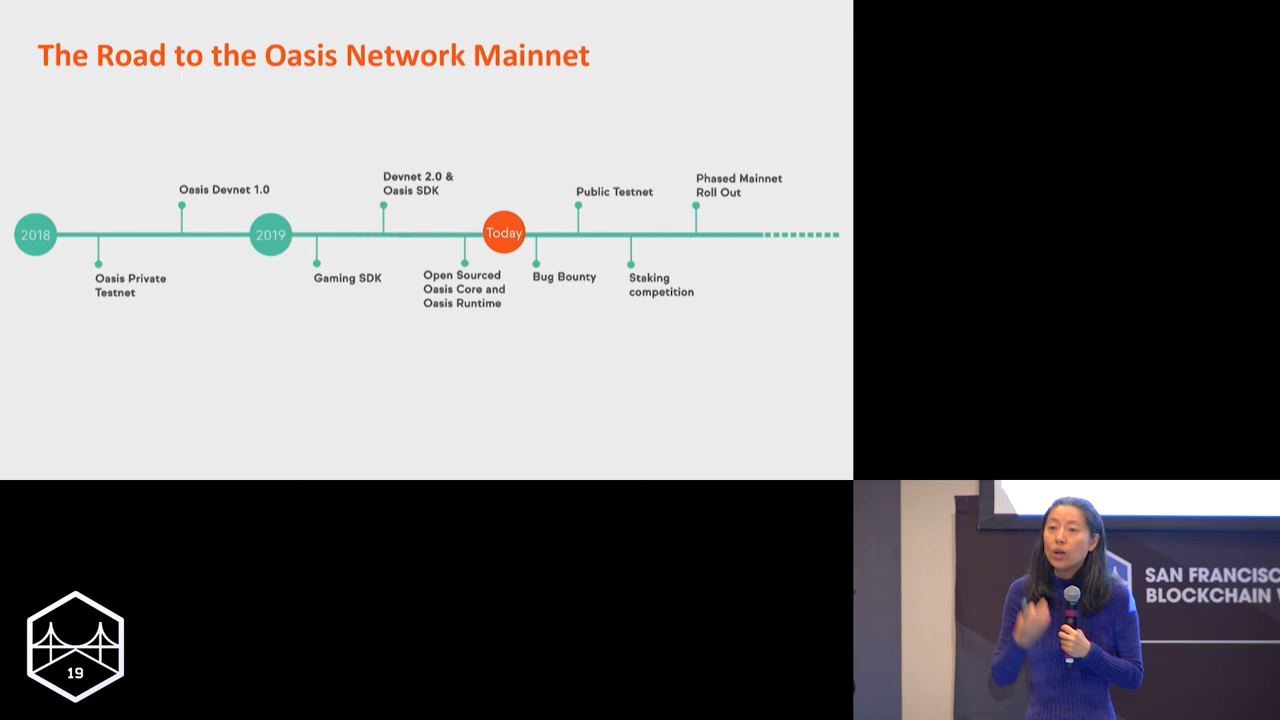 The Road to the Oasis Network Mainnet
Devnet 2.0 &
Oasis SDK
Phased Mainnet
Roll Out
Oasis Devnet 1.0
Public Testnet
2018
2019
Today
Oasis Private
Testnet
Gaming SDK
Open Sourced
Oasis Core and
Oasis Runtime
Bug Bounty
Staking
competition
SAN FRANCISC
BLOCKCHAIN
19